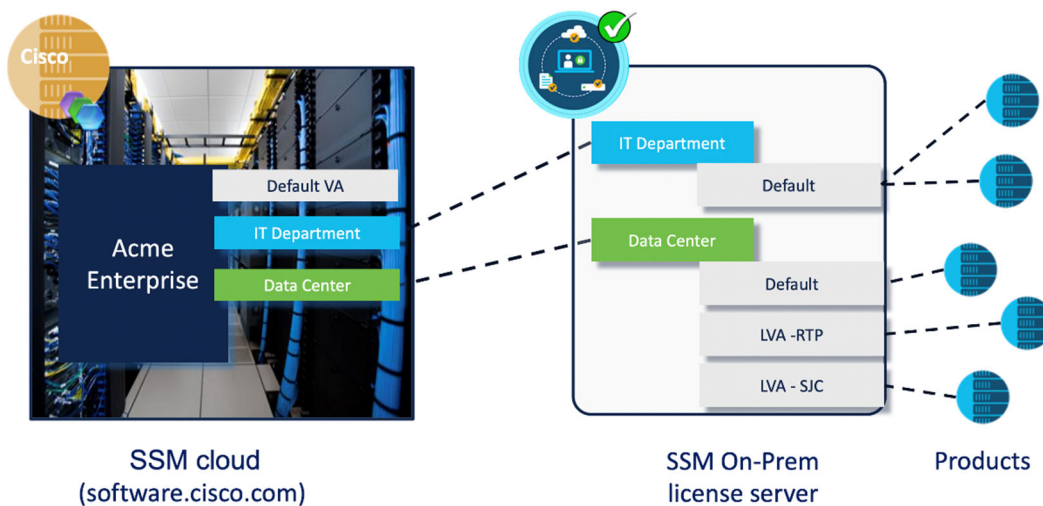 Cisco
Acme
Enterprise
Default VA
IT Department
Data Center
IT Department
Default
Data Center
Default
LVA -RTP
LVA - SJC
SSM cloud
(software.cisco.com)
SSM On-Prem
license server
Products